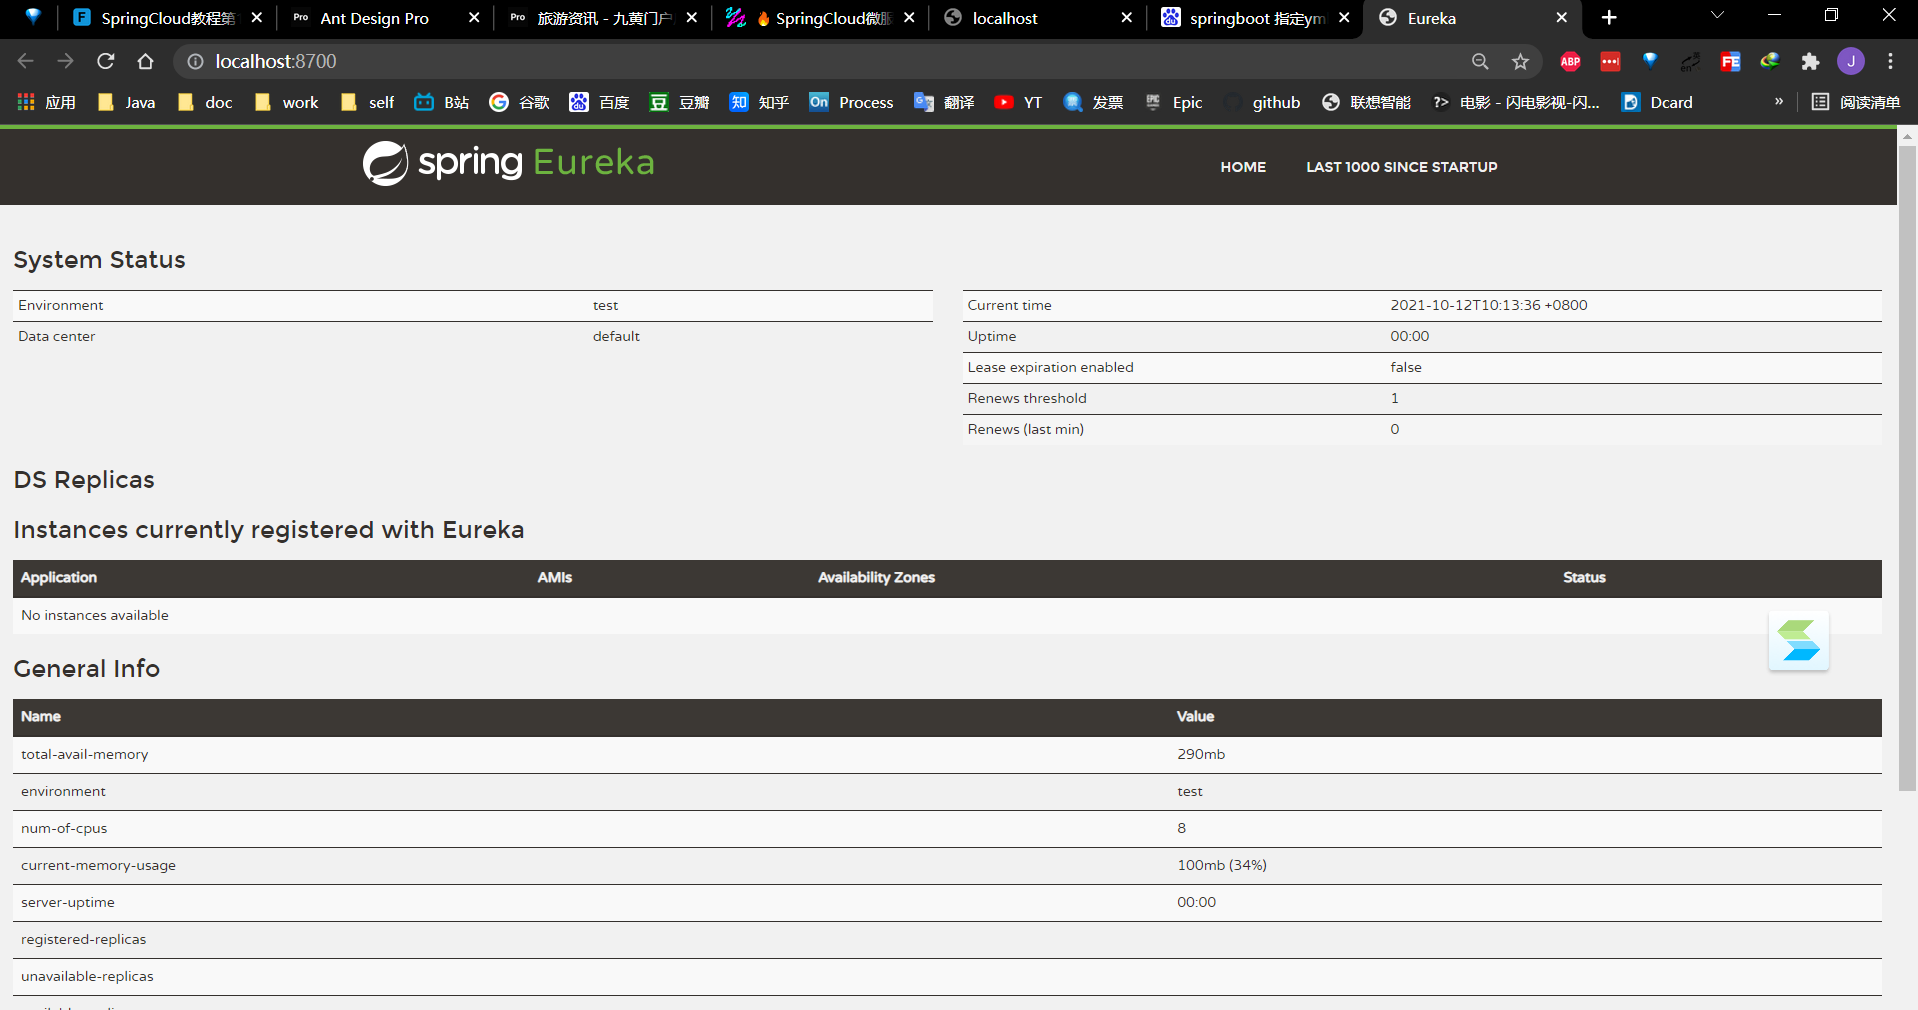 SpringCloud教程第
Pro Ant Design Pro
Pro 旅游资讯 - 九黄门户
🔥 SpringCloud微服
localhost
springboot 指定ym
Eureka
localhost:8700
ABP
FE
J
应用
Java
doc
work
self
B站
谷歌
百度
豆瓣
知乎
On Process
翻译
YT
发票
EPIC Epic
github
联想智能
?> 电影 - 闪电影视-闪...
Dcard
»
阅读清单
spring Eureka
HOME
LAST 1000 SINCE STARTUP
System Status
Environment test
Data center default
Current time 2021-10-12T10:13:36 +0800
Uptime 00:00
Lease expiration enabled false
Renews threshold 1
Renews (last min) 0
DS Replicas
Instances currently registered with Eureka
Application AMIs Availability Zones Status
No instances available
General Info
Name Value
total-avail-memory 290mb
environment test
num-of-cpus 8
current-memory-usage 100mb (34%)
server-uptime 00:00
registered-replicas
unavailable-replicas